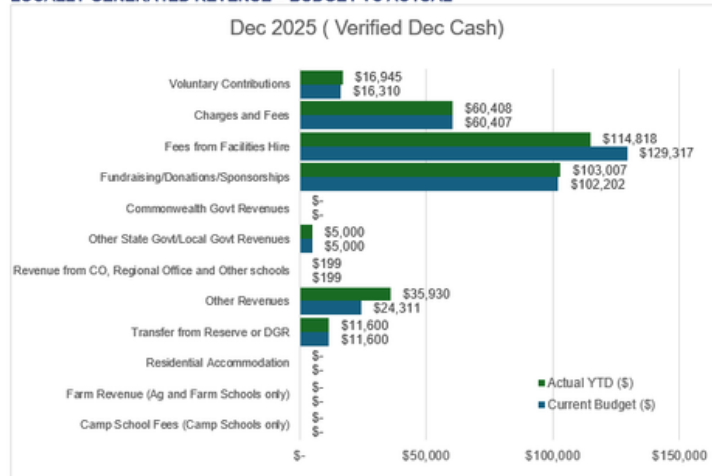 Dec 2025 ( Verified Dec Cash)
Voluntary Contributions
$16,945
$16,310
Charges and Fees
$60,408
$60,407
Fees from Facilities Hire
$114,818
$129,317
Fundraising/Donations/Sponsorships
$103,007
$102,202
Commonwealth Govt Revenues
$-
$-
Other State Govt/Local Govt Revenues
$5,000
$5,000
Revenue from CO, Regional Office and Other schools
$199
$199
Other Revenues
$35,930
$24,311
Transfer from Reserve or DGR
$11,600
$11,600
Residential Accommodation
$-
$-
Farm Revenue (Ag and Farm Schools only)
$-
$-
Camp School Fees (Camp Schools only)
$-
$-
Actual YTD ($)
Current Budget ($)
$-
$50,000
$100,000
$150,000